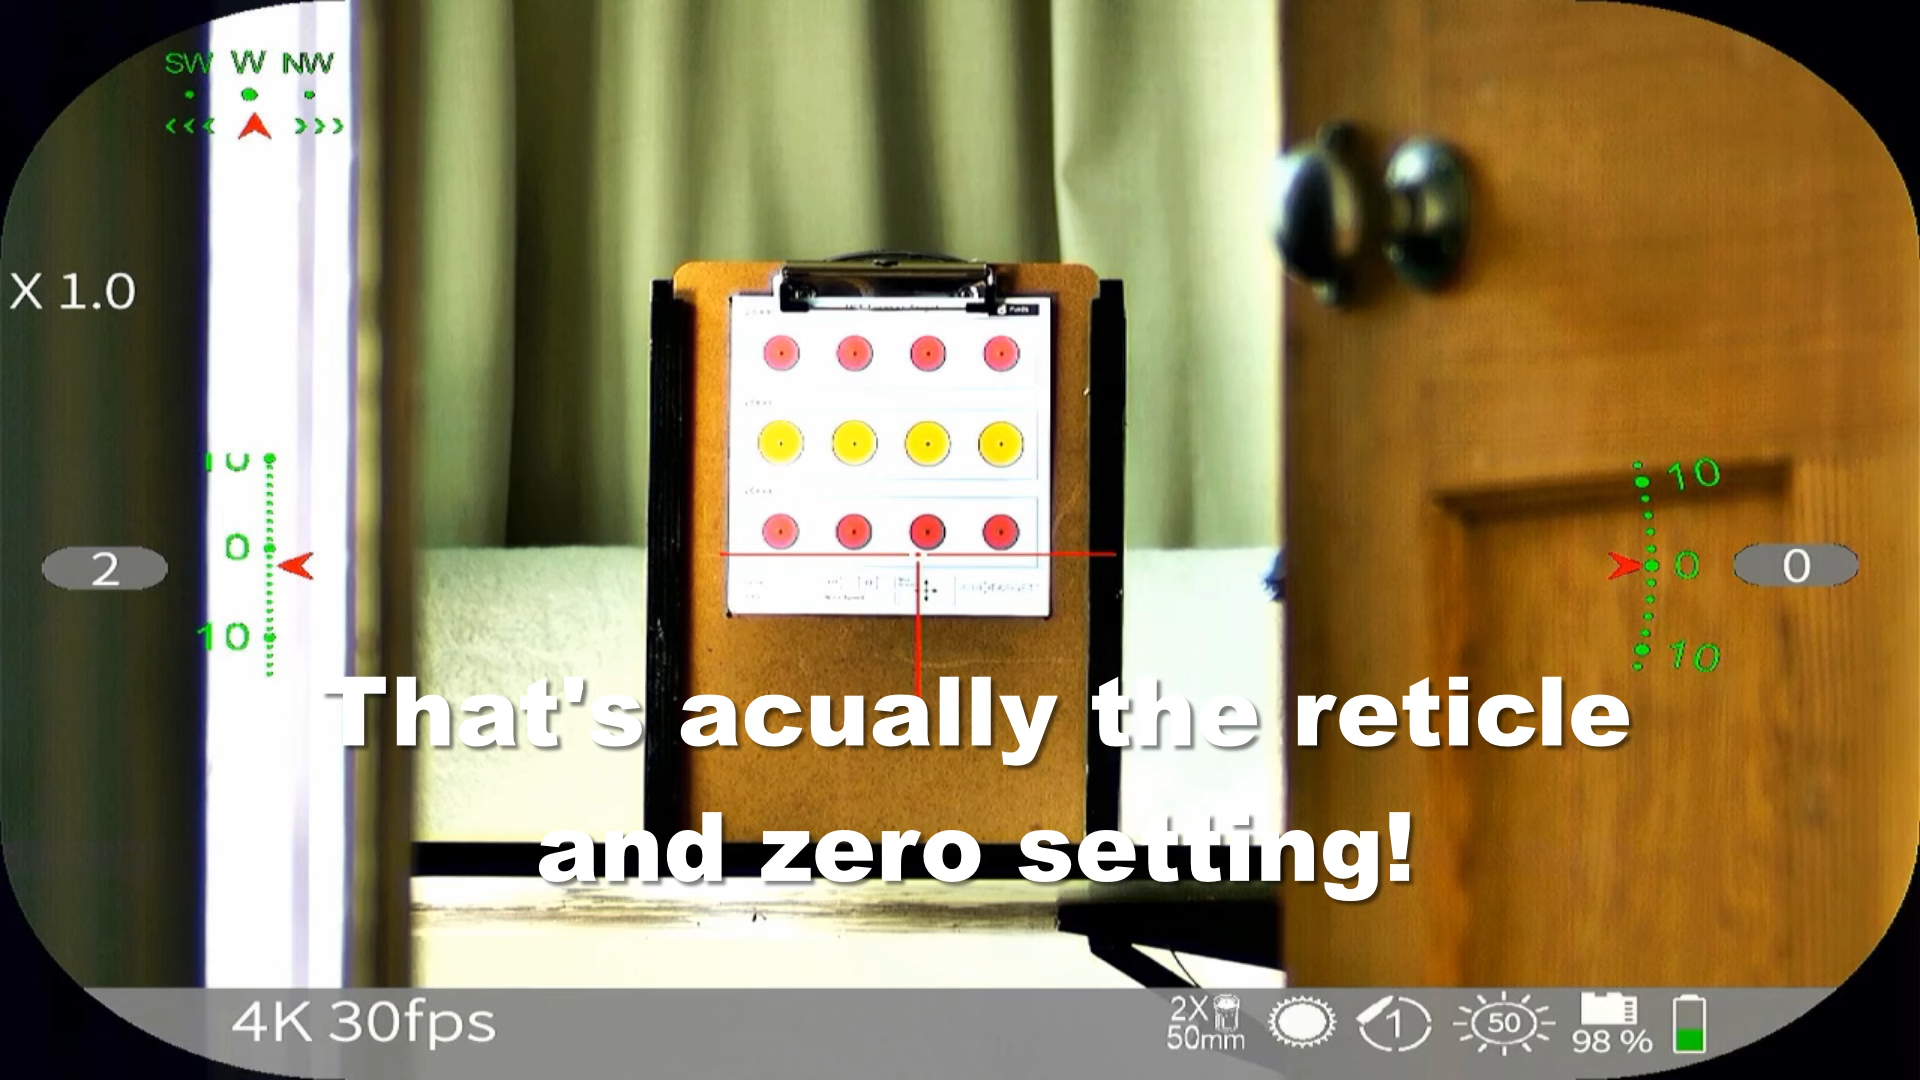 SW W NW
<<< >>>
X 1.0
10
0
10
2
10
0
10
0
That's acually the reticle
and zero setting!
4K 30fps
2X
50mm
1
50
98 %